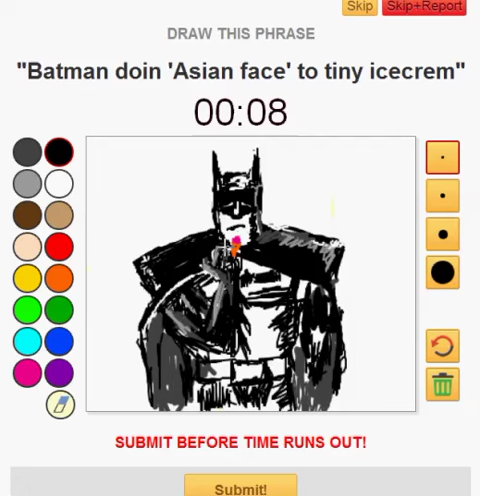 Skip
Skip+Report
DRAW THIS PHRASE
"Batman doin 'Asian face' to tiny icecrem"
00:08
SUBMIT BEFORE TIME RUNS OUT!
Submit!